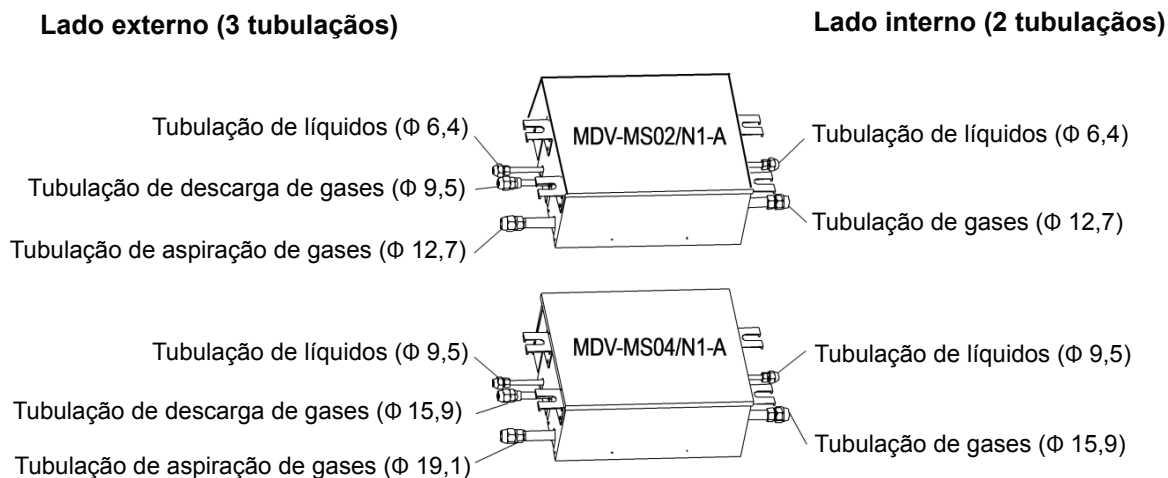 Lado externo (3 tubulaçãos)
Lado interno (2 tubulaçãos)
Tubulação de líquidos (Φ 6,4)
Tubulação de descarga de gases (Φ 9,5)
Tubulação de aspiração de gases (Φ 12,7)
MDV-MS02/N1-A
Tubulação de líquidos (Φ 6,4)
Tubulação de gases (Φ 12,7)
Tubulação de líquidos (Φ 9,5)
Tubulação de descarga de gases (Φ 15,9)
Tubulação de aspiração de gases (Φ 19,1)
MDV-MS04/N1-A
Tubulação de líquidos (Φ 9,5)
Tubulação de gases (Φ 15,9)